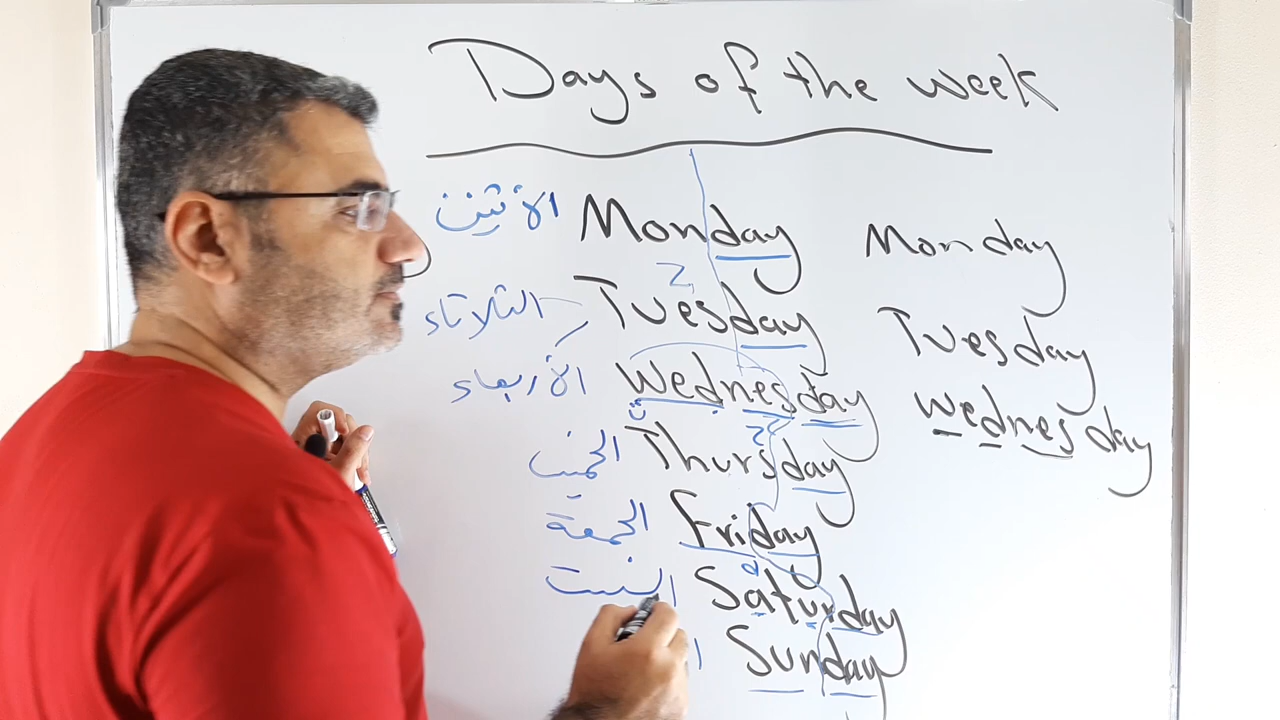 Days of the week
الأثنين Monday Monday
الثلاثاء Tuesday Tuesday
الأربعاء Wednesday Wednesday
الخميس Thursday
الجمعة Friday
السبت Saturday
Sunday